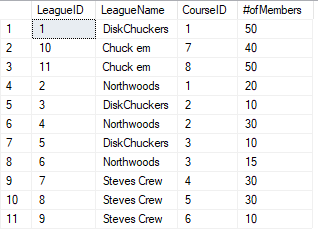 LeagueID LeagueName CourseID #ofMembers
1 1 DiskChuckers 1 50
2 10 Chuck em 7 40
3 11 Chuck em 8 50
4 2 Northwoods 1 20
5 3 DiskChuckers 2 10
6 4 Northwoods 2 30
7 5 DiskChuckers 3 10
8 6 Northwoods 3 15
9 7 Steves Crew 4 30
10 8 Steves Crew 5 30
11 9 Steves Crew 6 10